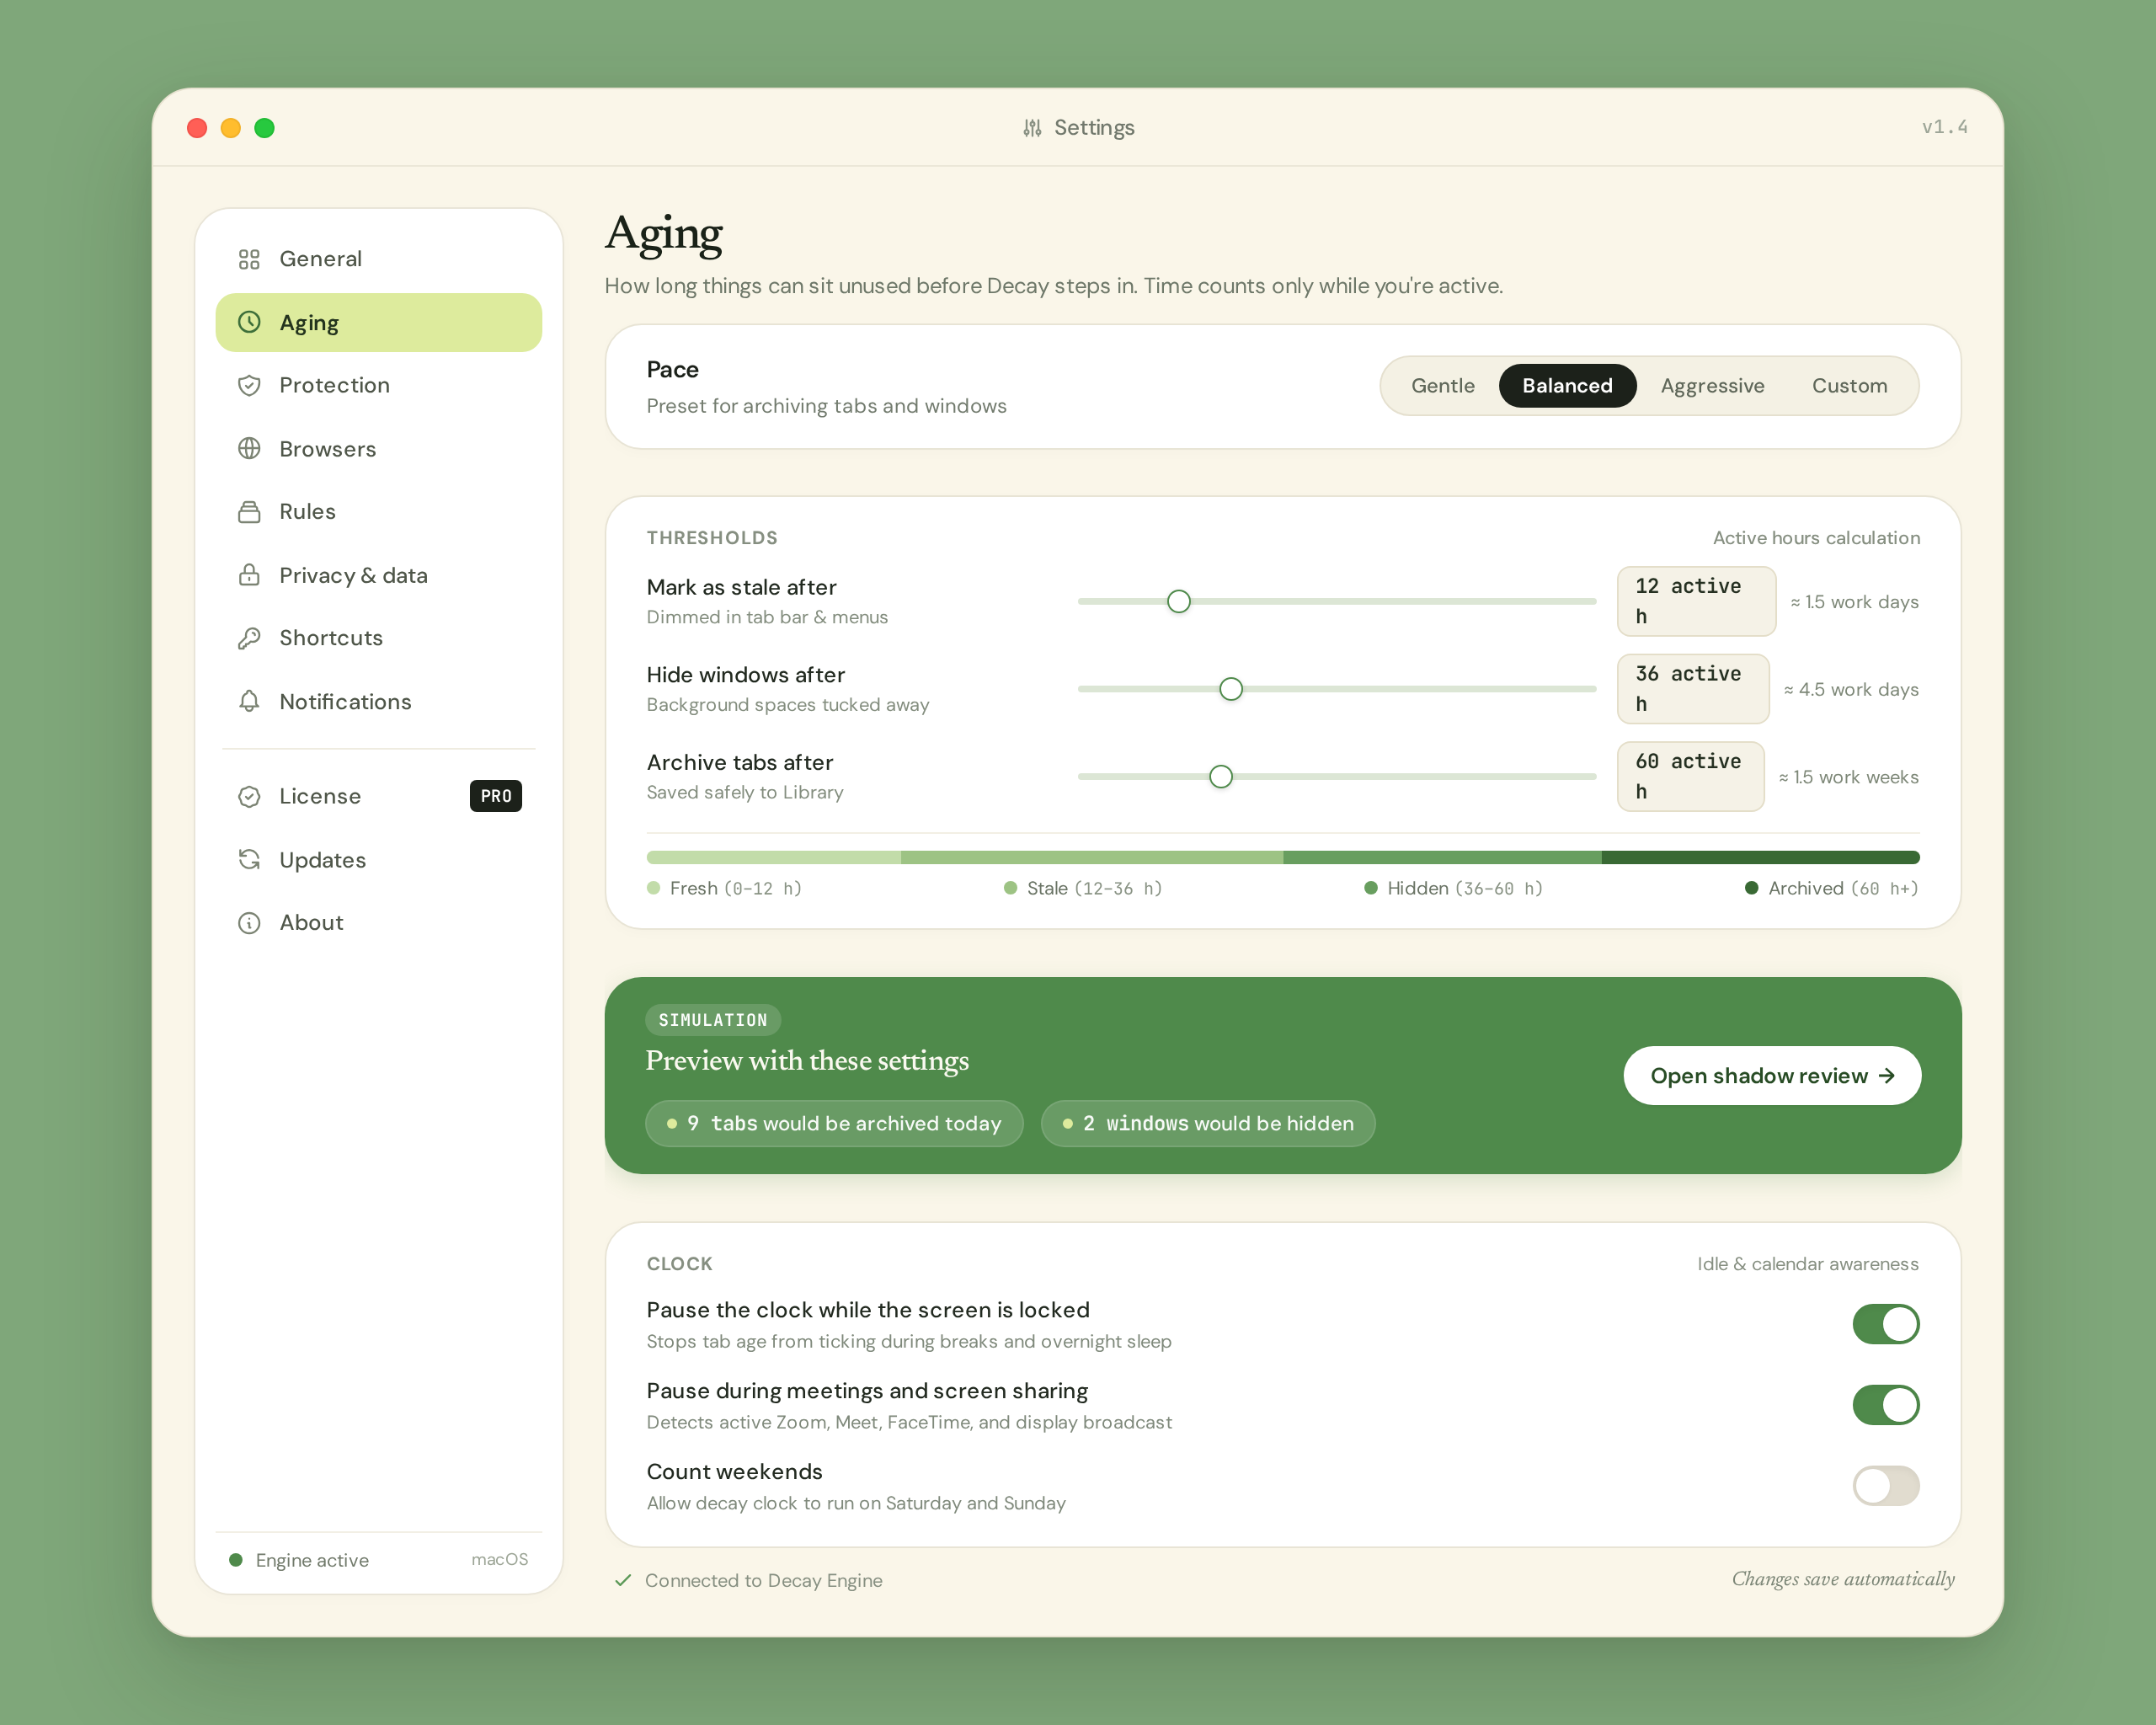 Settings
v1.4
General
Aging
Protection
Browsers
Rules
Privacy & data
Shortcuts
Notifications
License
PRO
Updates
About
Engine active
macOS
Aging
How long things can sit unused before Decay steps in. Time counts only while you're active.
Pace
Preset for archiving tabs and windows
Gentle
Balanced
Aggressive
Custom
THRESHOLDS
Active hours calculation
Mark as stale after
Dimmed in tab bar & menus
12 active
h
≈ 1.5 work days
Hide windows after
Background spaces tucked away
36 active
h
≈ 4.5 work days
Archive tabs after
Saved safely to Library
60 active
h
≈ 1.5 work weeks
Fresh (0–12 h)
Stale (12–36 h)
Hidden (36–60 h)
Archived (60 h+)
SIMULATION
Preview with these settings
9 tabs would be archived today
2 windows would be hidden
Open shadow review →
CLOCK
Idle & calendar awareness
Pause the clock while the screen is locked
Stops tab age from ticking during breaks and overnight sleep
Pause during meetings and screen sharing
Detects active Zoom, Meet, FaceTime, and display broadcast
Count weekends
Allow decay clock to run on Saturday and Sunday
Connected to Decay Engine
Changes save automatically